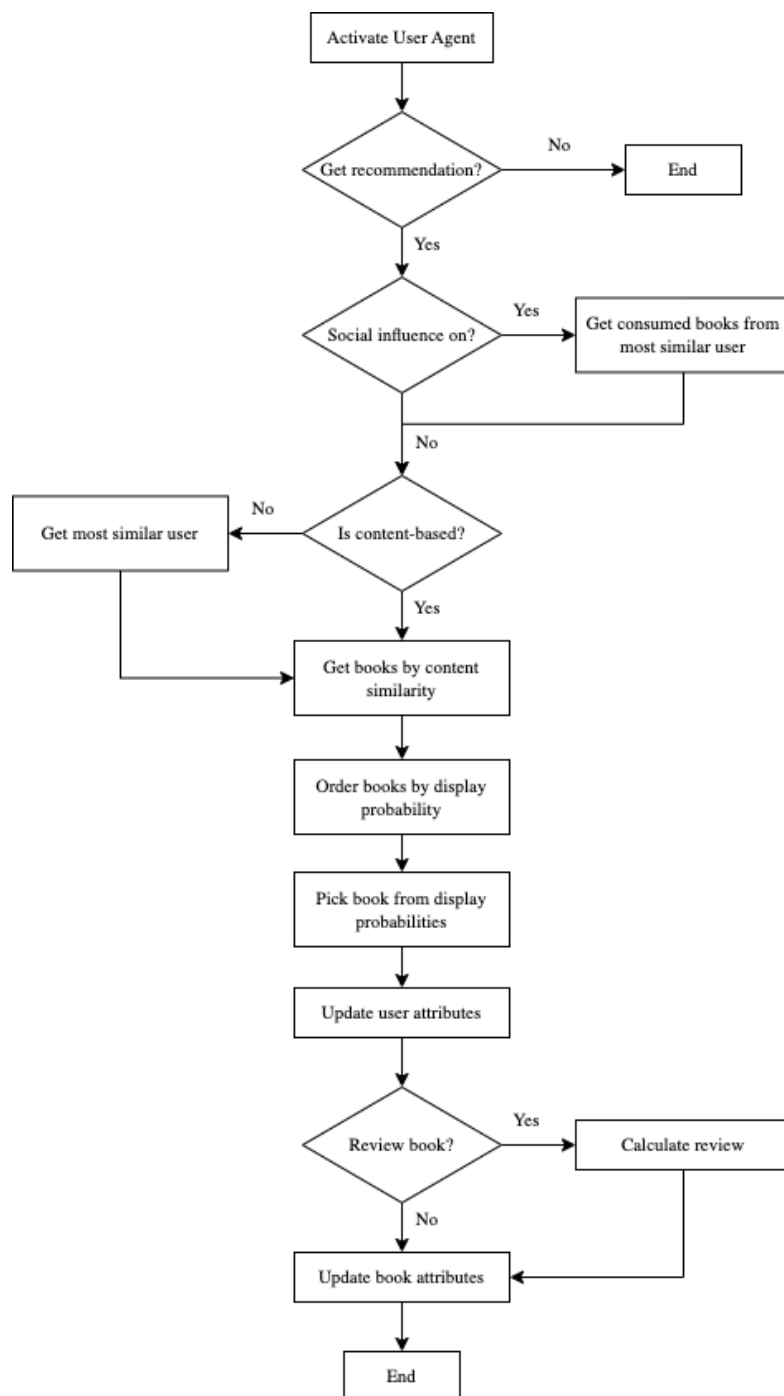 Activate User Agent
Get recommendation?
No
End
Yes
Social influence on?
Yes
Get consumed books from
most similar user
No
Is content-based?
No
Get most similar user
Yes
Get books by content
similarity
Order books by display
probability
Pick book from display
probabilities
Update user attributes
Review book?
Yes
Calculate review
No
Update book attributes
End